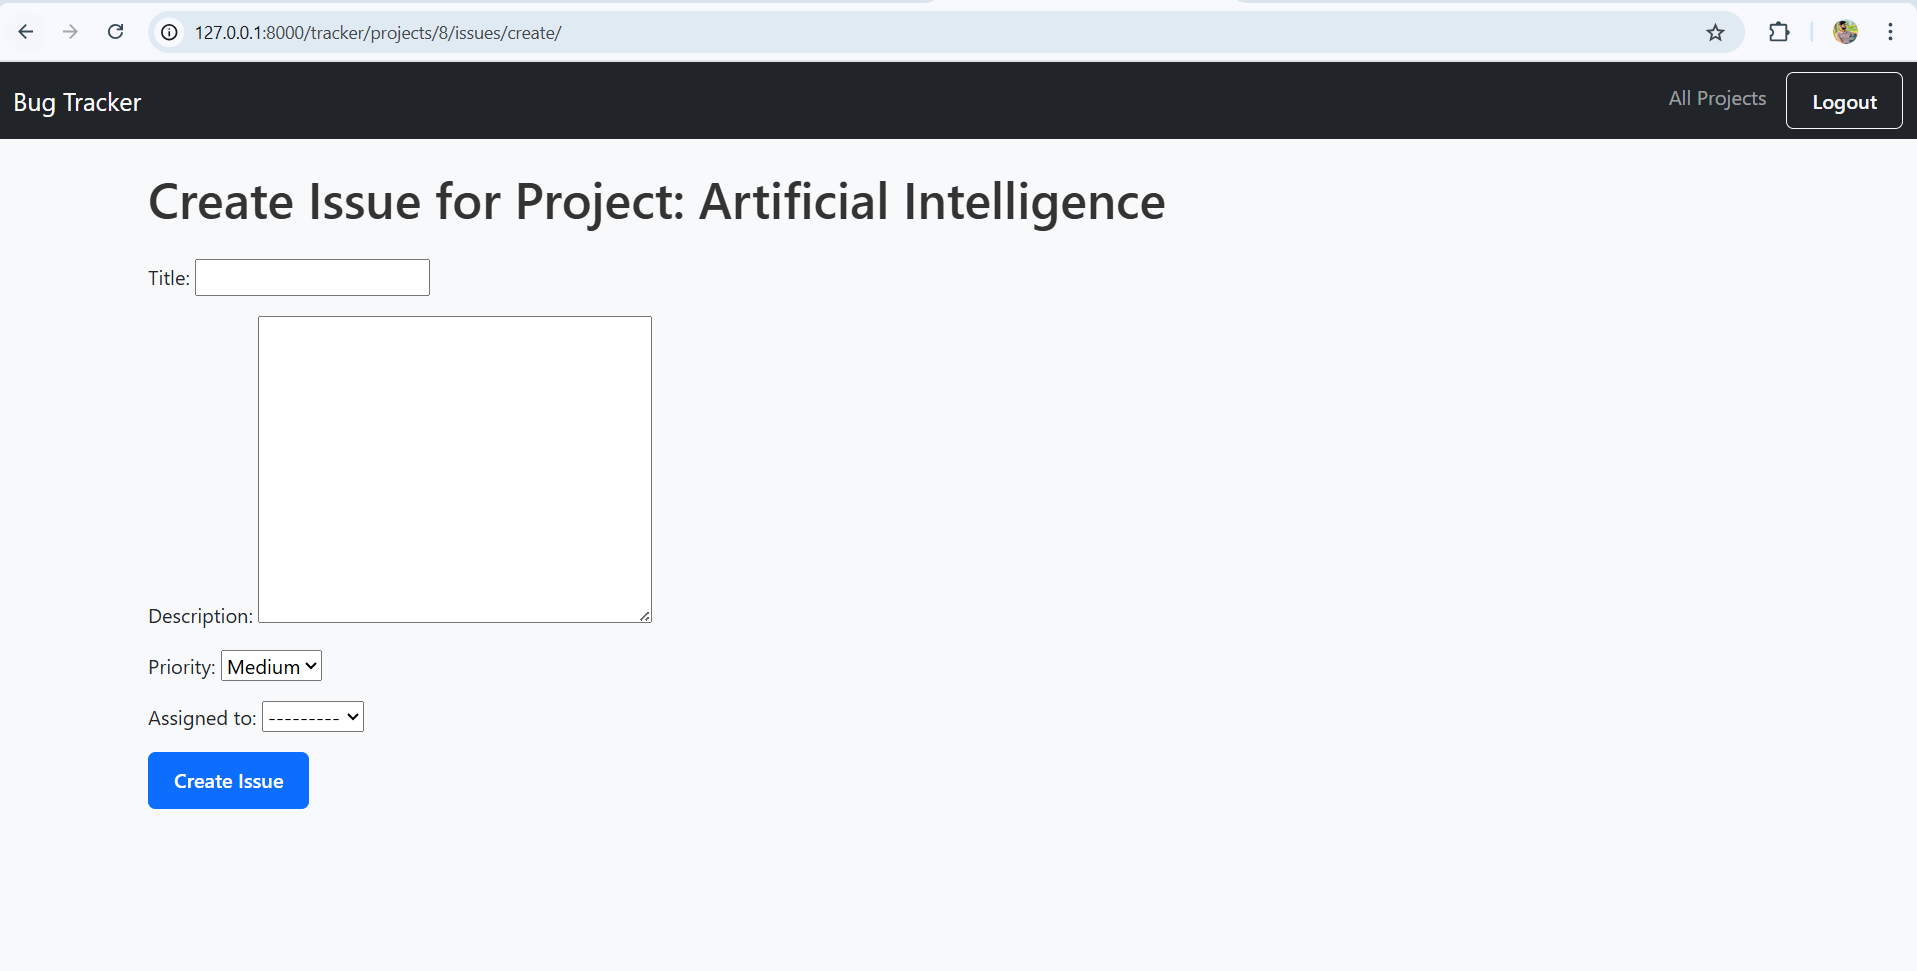 127.0.0.1:8000/tracker/projects/8/issues/create/
Bug Tracker
All Projects
Logout
Create Issue for Project: Artificial Intelligence
Title:
Description:
Priority: Medium
Assigned to: ---------
Create Issue